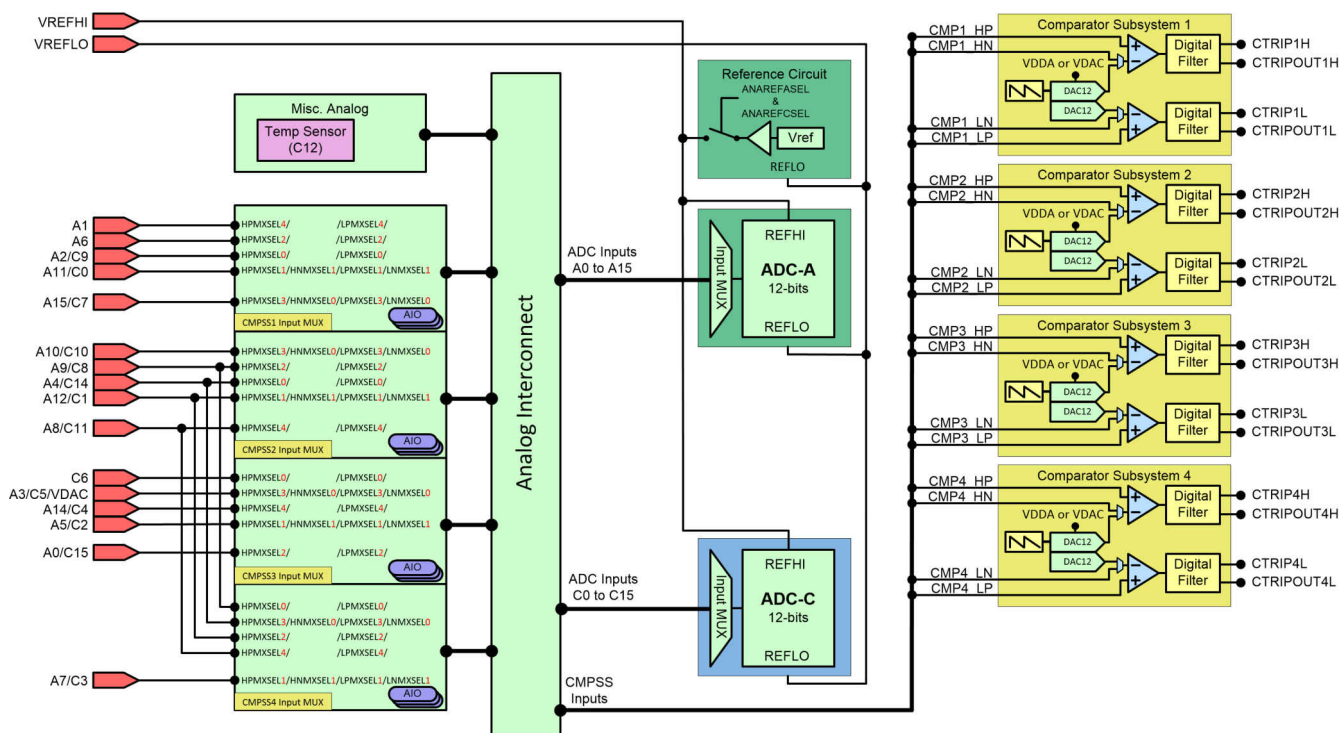 VREFHI
VREFLO
Misc. Analog
Temp Sensor
(C12)
A1
A6
A2/C9
A11/C0
A15/C7
HPMXSEL4/ /LPMXSEL4/
HPMXSEL2/ /LPMXSEL2/
HPMXSEL0/ /LPMXSEL0/
HPMXSEL1/HNMXSEL1/LPMXSEL1/LNMXSEL1
HPMXSEL3/HNMXSEL0/LPMXSEL3/LNMXSEL0
AIO
CMPSS1 Input MUX
A10/C10
A9/C8
A4/C14
A12/C1
A8/C11
HPMXSEL3/HNMXSEL0/LPMXSEL3/LNMXSEL0
HPMXSEL2/ /LPMXSEL2/
HPMXSEL0/ /LPMXSEL0/
HPMXSEL1/HNMXSEL1/LPMXSEL1/LNMXSEL1
HPMXSEL4/ /LPMXSEL4/
AIO
CMPSS2 Input MUX
C6
A3/C5/VDAC
A14/C4
A5/C2
A0/C15
HPMXSEL0/ /LPMXSEL0/
HPMXSEL3/HNMXSEL0/LPMXSEL3/LNMXSEL0
HPMXSEL4/ /LPMXSEL4/
HPMXSEL1/HNMXSEL1/LPMXSEL1/LNMXSEL1
HPMXSEL2/ /LPMXSEL2/
AIO
CMPSS3 Input MUX
HPMXSEL0/ /LPMXSEL0/
HPMXSEL3/HNMXSEL0/LPMXSEL3/LNMXSEL0
HPMXSEL2/ /LPMXSEL2/
HPMXSEL4/ /LPMXSEL4/
A7/C3
HPMXSEL1/HNMXSEL1/LPMXSEL1/LNMXSEL1
AIO
CMPSS4 Input MUX
Analog Interconnect
Reference Circuit
ANAREFASEL
&
ANAREFCSEL
Vref
REFLO
ADC Inputs
A0 to A15
Input MUX
REFHI
ADC-A
12-bits
REFLO
ADC Inputs
C0 to C15
Input MUX
REFHI
ADC-C
12-bits
REFLO
CMPSS
Inputs
Comparator Subsystem 1
CMP1_HP
CMP1_HN
VDDA or VDAC
DAC12
DAC12
CMP1_LN
CMP1_LP
Digital
Filter
Digital
Filter
CTRIP1H
CTRIPOUT1H
CTRIP1L
CTRIPOUT1L
Comparator Subsystem 2
CMP2_HP
CMP2_HN
VDDA or VDAC
DAC12
DAC12
CMP2_LN
CMP2_LP
Digital
Filter
Digital
Filter
CTRIP2H
CTRIPOUT2H
CTRIP2L
CTRIPOUT2L
Comparator Subsystem 3
CMP3_HP
CMP3_HN
VDDA or VDAC
DAC12
DAC12
CMP3_LN
CMP3_LP
Digital
Filter
Digital
Filter
CTRIP3H
CTRIPOUT3H
CTRIP3L
CTRIPOUT3L
Comparator Subsystem 4
CMP4_HP
CMP4_HN
VDDA or VDAC
DAC12
DAC12
CMP4_LN
CMP4_LP
Digital
Filter
Digital
Filter
CTRIP4H
CTRIPOUT4H
CTRIP4L
CTRIPOUT4L